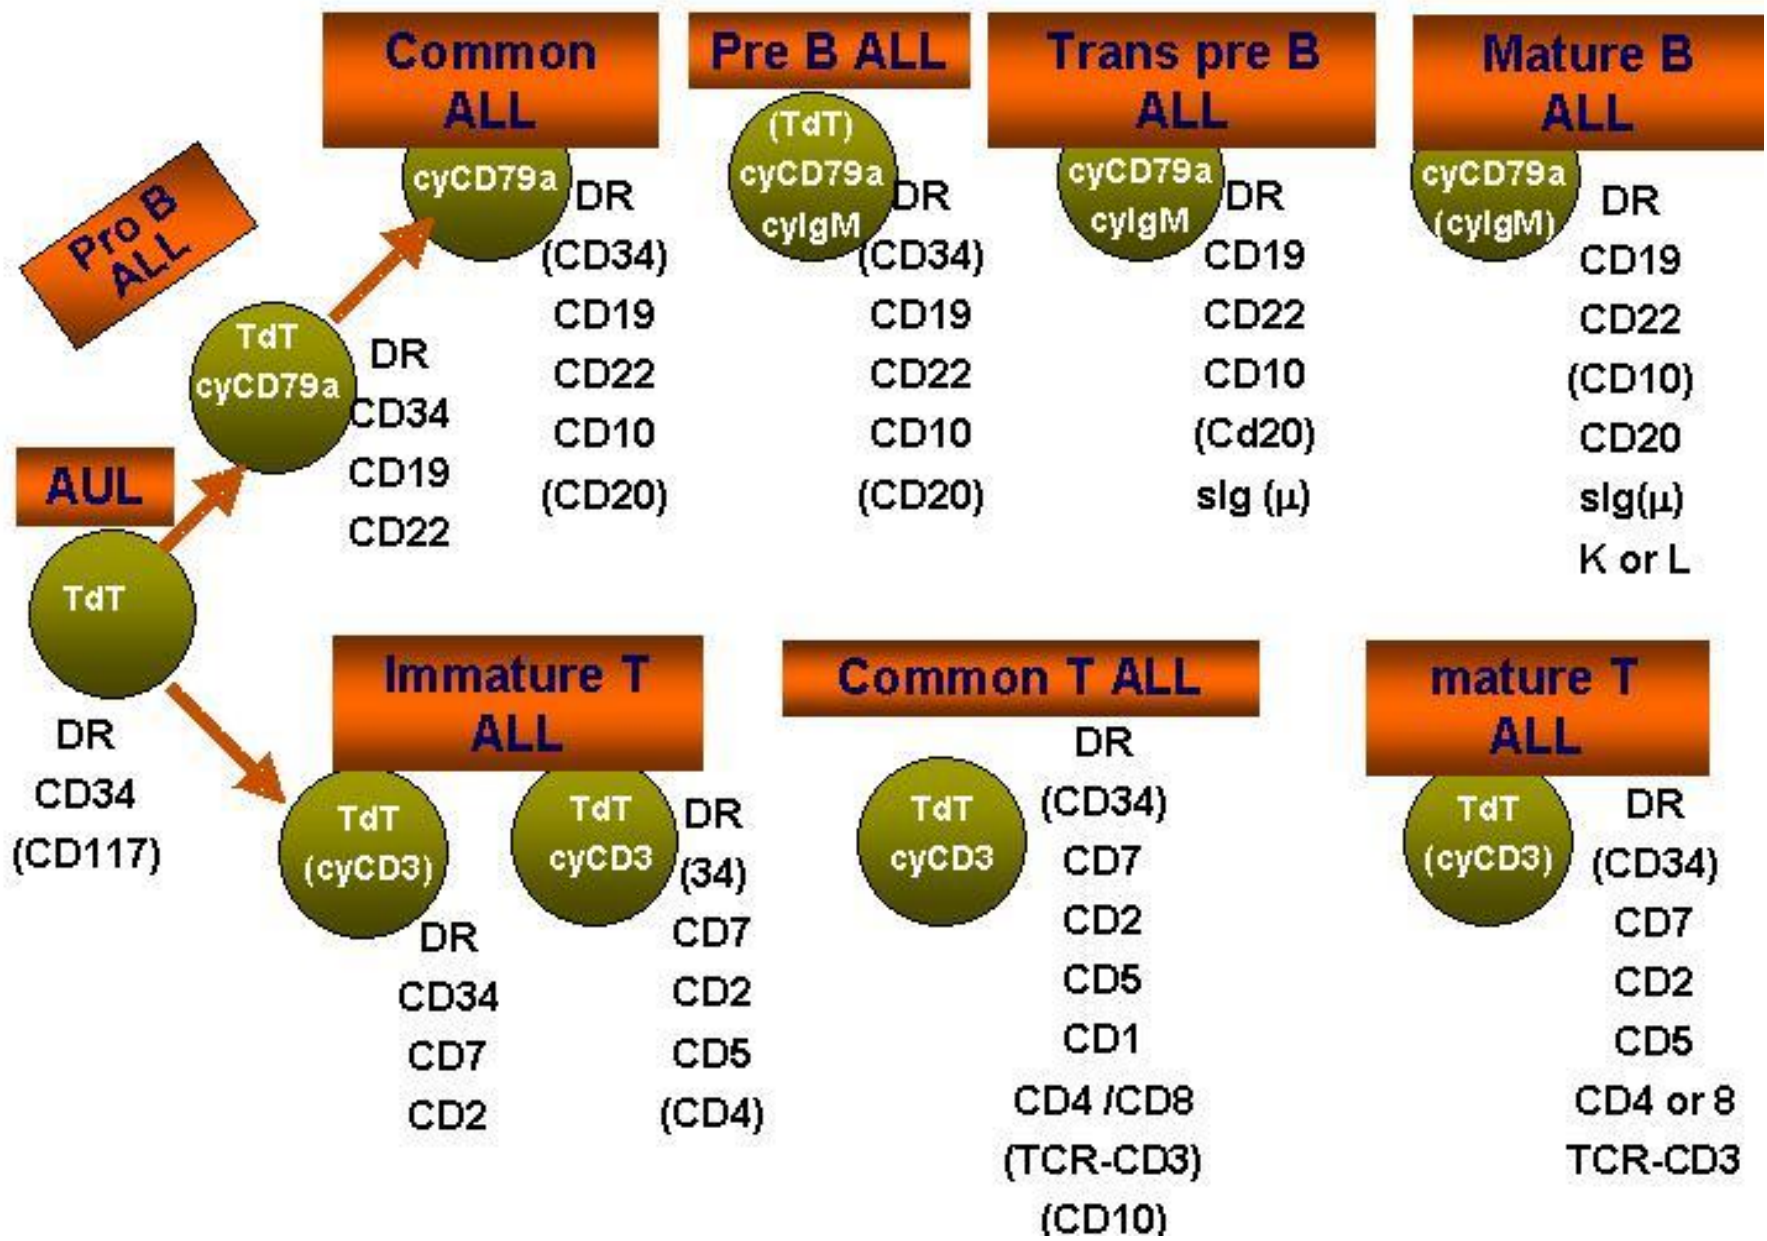 Common
ALL
cyCD79a
DR
(CD34)
CD19
CD22
CD10
(CD20)
Pre B ALL
(TdT)
cyCD79a
cyIgM
DR
(CD34)
CD19
CD22
CD10
(CD20)
Trans pre B
ALL
cyCD79a
cyIgM
DR
CD19
CD22
CD10
(Cd20)
sIg (μ)
Mature B
ALL
cyCD79a
(cyIgM)
DR
CD19
CD22
(CD10)
CD20
sIg(μ)
K or L
Pro B
ALL
TdT
cyCD79a
DR
CD34
CD19
CD22
AUL
TdT
DR
CD34
(CD117)
Immature T
ALL
TdT
(cyCD3)
DR
CD34
CD7
CD2
TdT
cyCD3
DR
(34)
CD7
CD2
CD5
(CD4)
Common T ALL
TdT
cyCD3
DR
(CD34)
CD7
CD2
CD5
CD1
CD4 /CD8
(TCR-CD3)
(CD10)
mature T
ALL
TdT
(cyCD3)
DR
(CD34)
CD7
CD2
CD5
CD4 or 8
TCR-CD3